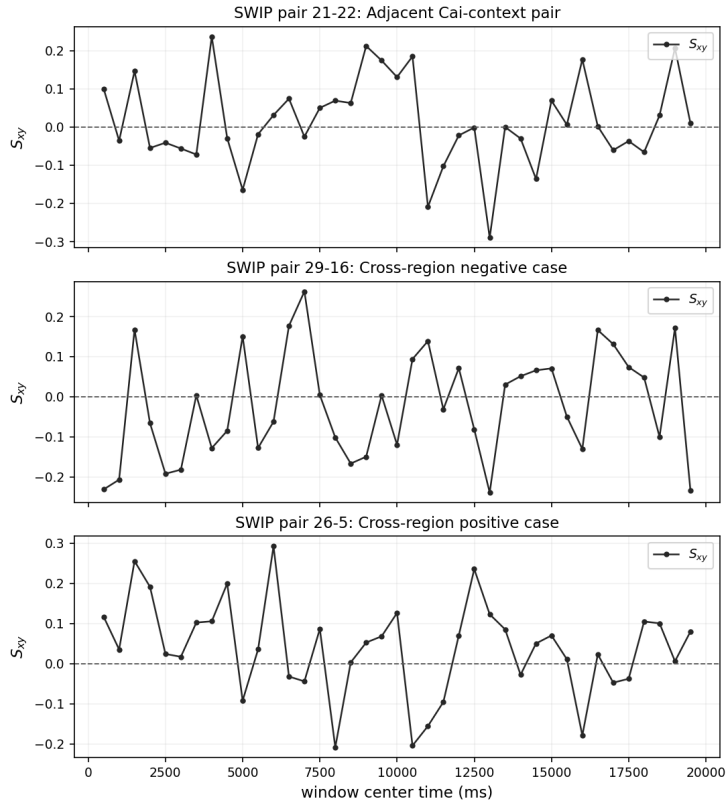 SWIP pair 21-22: Adjacent Cai-context pair
S_xy
0.2
0.1
0.0
−0.1
−0.2
−0.3
S_xy
SWIP pair 29-16: Cross-region negative case
S_xy
0.2
0.1
0.0
−0.1
−0.2
S_xy
SWIP pair 26-5: Cross-region positive case
S_xy
0.3
0.2
0.1
0.0
−0.1
−0.2
S_xy
0 2500 5000 7500 10000 12500 15000 17500 20000
window center time (ms)